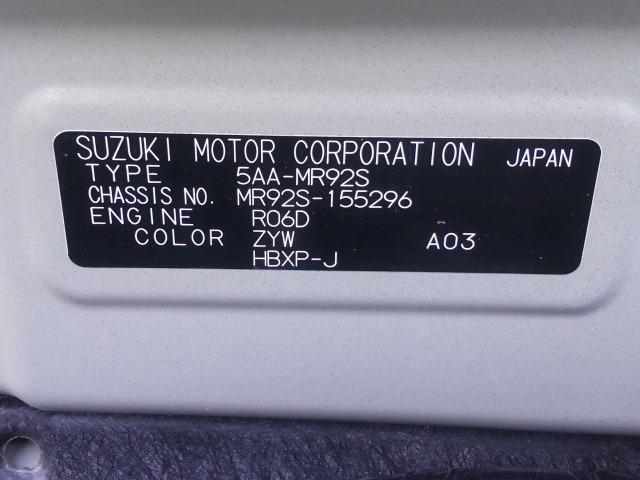 SUZUKI MOTOR CORPORATION JAPAN
TYPE 5AA-MR92S
CHASSIS NO. MR92S-155296
ENGINE R06D
COLOR ZYW A03
HBXP-J